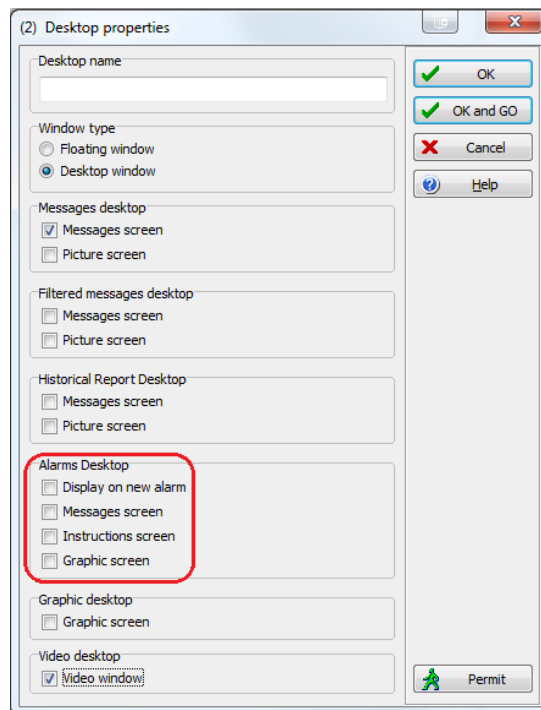 (2) Desktop properties
Desktop name
Window type
Floating window
Desktop window
Messages desktop
Messages screen
Picture screen
Filtered messages desktop
Messages screen
Picture screen
Historical Report Desktop
Messages screen
Picture screen
Alarms Desktop
Display on new alarm
Messages screen
Instructions screen
Graphic screen
Graphic desktop
Graphic screen
Video desktop
Video window
OK
OK and GO
Cancel
Help
Permit